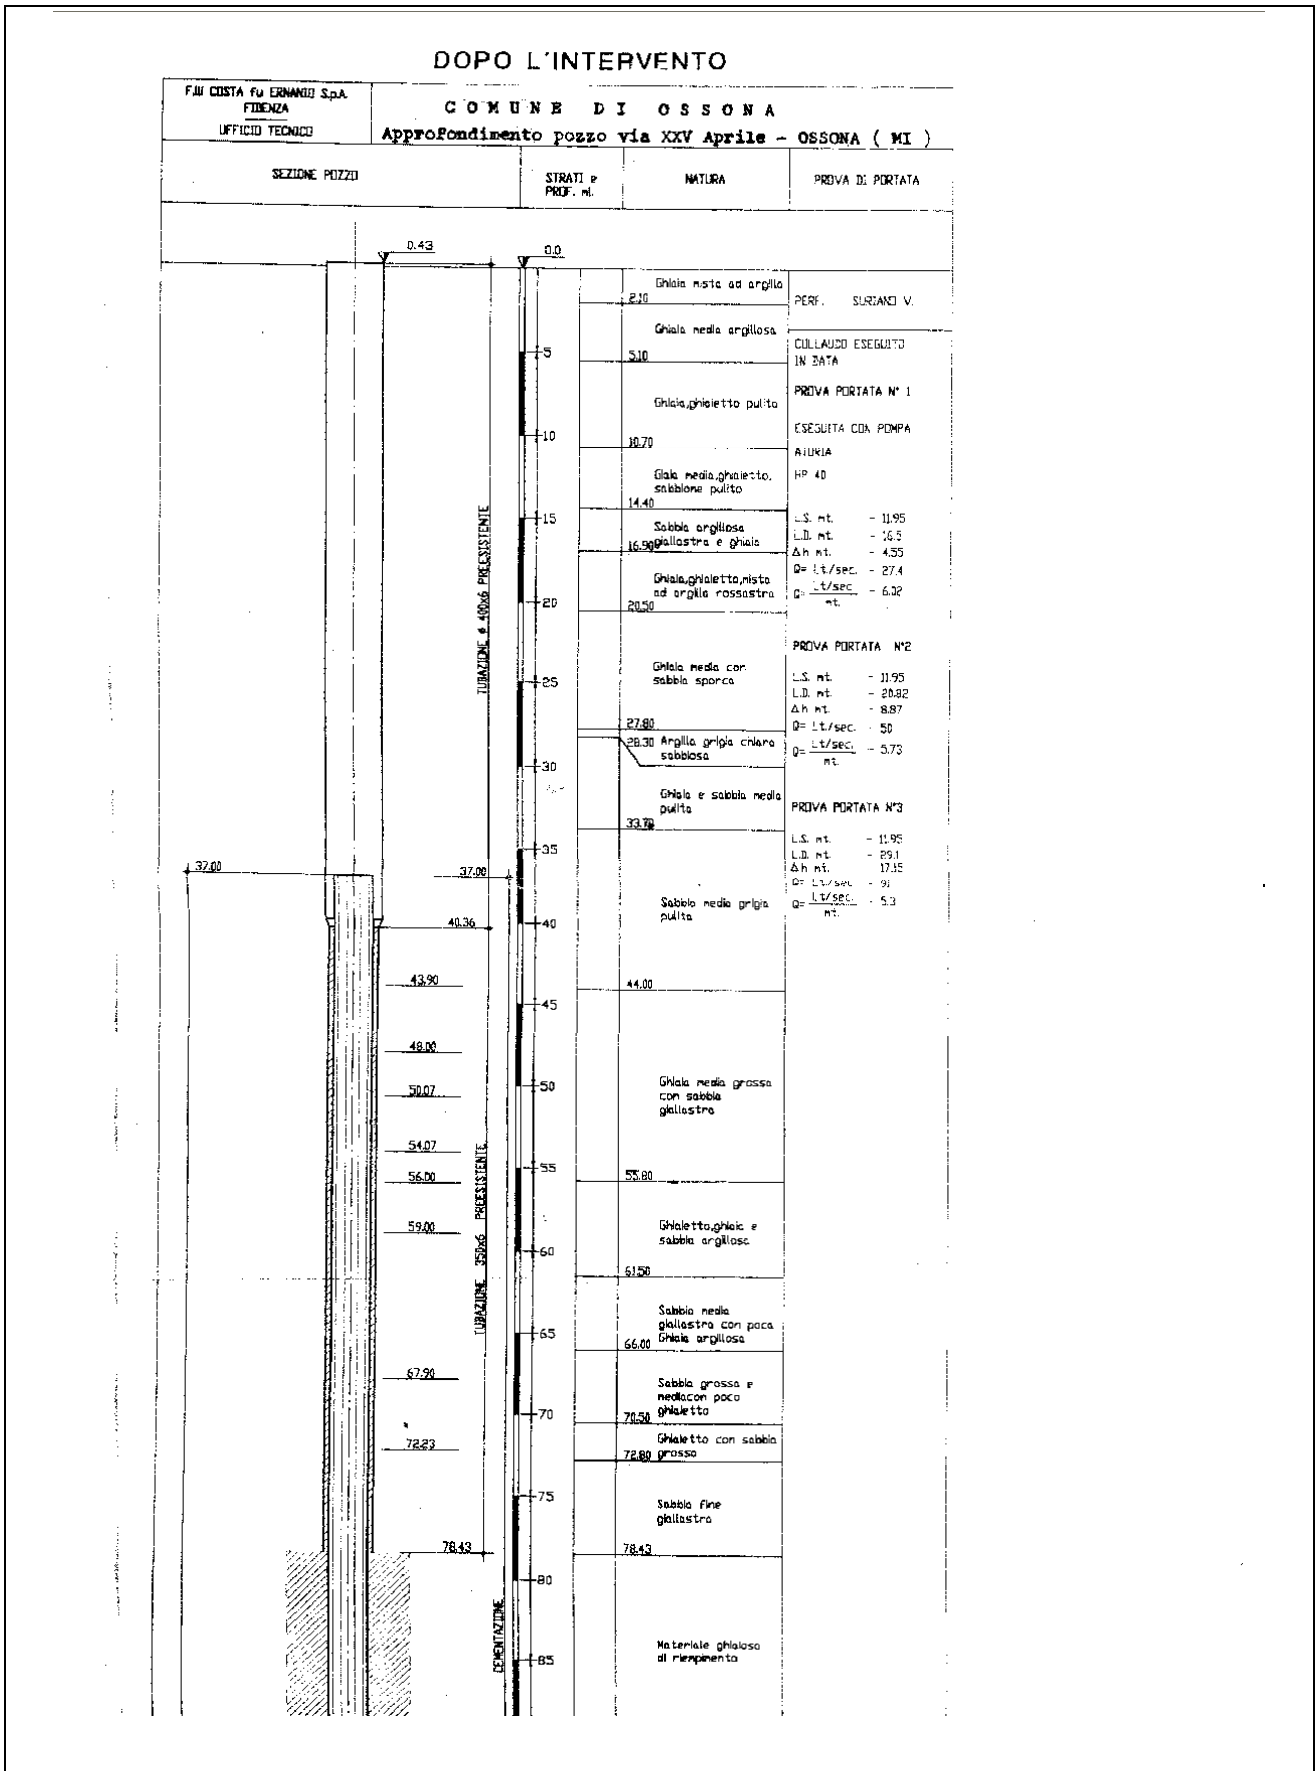 DOPO L'INTERVENTO
F.lli COSTA fu ERNANIO S.p.A.
FIDENZA
UFFICIO TECNICO
COMUNE DI OSSONA
Approfondimento pozzo via XXV Aprile - OSSONA ( MI )
SEZIONE POZZO
STRATI e
PROF. ml.
NATURA
PROVA DI PORTATA
0.43
0.0
Ghiaia mista ad argilla
2.10
PERF. SURIANO V.
Ghiaia media argillosa
COLLAUDO ESEGUITO
IN DATA
5
5.10
PROVA PORTATA N° 1
Ghiaia,ghiaietto pulito
ESEGUITA CON POMPA
10
10.70
HP 40
Giaia media,ghiaietto,
sabbione pulito
14.40
15
Sabbia argillosa
giallastra e ghiaia
16.90
L.S. mt. - 11.95
L.D. mt. - 16.5
Δh mt. - 4.55
Q= Lt/sec. - 27.4
Q= Lt/sec - 6.02
mt.
Ghiaia,ghiaietto,mista
ad argilla rossastra
20
20.50
TUBAZIONE ø 400x6 PREESISTENTE
PROVA PORTATA N°2
Ghiaia media con
sabbia sporca
25
L.S. mt. - 11.95
L.D. mt. - 20.82
Δh mt. - 8.87
Q= Lt/sec. - 50
Q= Lt/sec. - 5.73
mt.
27.80
28.30 Argilla grigia chiara
sabbiosa
30
Ghiaia e sabbia media
pulita
33.70
PROVA PORTATA N°3
35
L.S. mt. - 11.95
L.D. mt. - 29.1
Δh mt. 17.15
Q= Lt/sec - 91
Q= Lt/sec. - 5.3
mt.
37.00
37.00
Sabbia media grigia
pulita
40.36
40
43.90
44.00
45
48.00
50.07
50
Ghiaia media grossa
con sabbia
giallastra
54.07
55
56.00
55.80
59.00
Ghiaietto,ghiaia e
sabbia argillosa
60
61.50
TUBAZIONE 350x6 PREESISTENTE
Sabbia media
giallastra con poca
Ghiaia argillosa
65
66.00
67.90
Sabbia grossa e
mediacon poco
ghiaietto
70
70.50
72.23
Ghiaietto con sabbia
grossa
72.80
75
Sabbia fine
giallastra
78.43
78.43
80
CEMENTAZIONE
Materiale ghiaioso
di riempimento
85